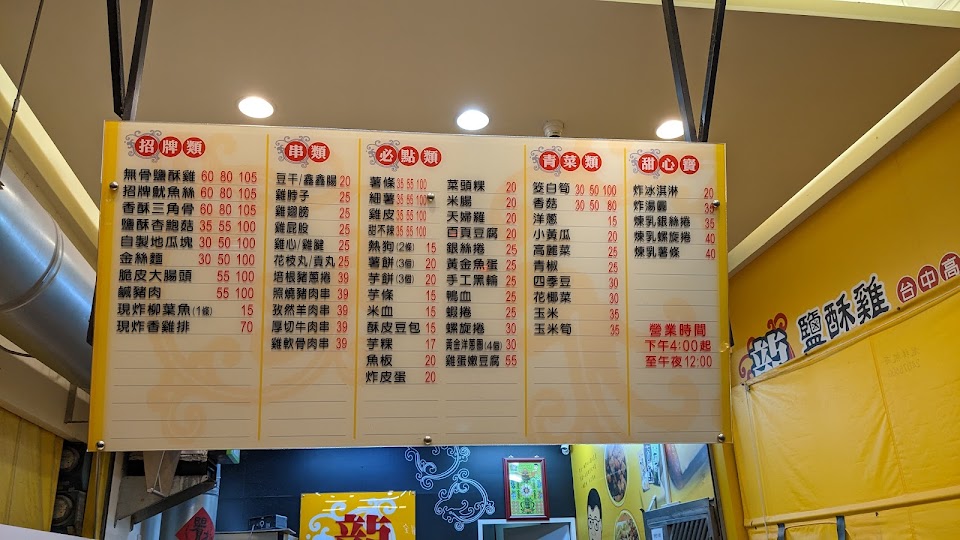 招牌類
無骨鹽酥雞 60 80 105
招牌魷魚絲 60 80 105
香酥三角骨 60 80 105
鹽酥杏鮑菇 35 55 100
自製地瓜塊 30 50 100
金絲麵 30 50 100
脆皮大腸頭 55 100
鹹豬肉 55 100
現炸柳葉魚(1條) 15
現炸香雞排 70
串類
豆干/鑫鑫腸 20
雞脖子 25
雞翅膀 25
雞屁股 25
雞心/雞腱 25
花枝丸/貢丸 25
培根豬蔥捲 39
照燒豬肉串 39
孜然羊肉串 39
厚切牛肉串 39
雞軟骨肉串 39
必點類
薯條 35 55 100
細薯 35 55 100
雞皮 35 55 100
甜不辣 35 55 100
熱狗(2條) 15
薯餅(3個) 20
芋餅(3個) 20
芋條 15
米血 15
酥皮豆包 15
芋粿 17
魚板 20
炸皮蛋 20
菜頭粿 20
米腸 20
天婦羅 20
百頁豆腐 20
銀絲捲 25
黃金魚蛋 25
手工黑輪 25
鴨血 25
蝦捲 25
螺旋捲 30
黃金洋蔥圈(4個) 30
雞蛋嫩豆腐 55
青菜類
筊白筍 30 50 100
香菇 30 50 80
洋蔥 15
小黃瓜 20
高麗菜 25
青椒 25
四季豆 30
花椰菜 30
玉米 35
玉米筍 35
甜心寶
炸冰淇淋 20
炸湯圓 35
煉乳銀絲捲 35
煉乳螺旋捲 40
煉乳薯條 40
營業時間
下午4:00起
至午夜12:00
鹽酥雞
台中高